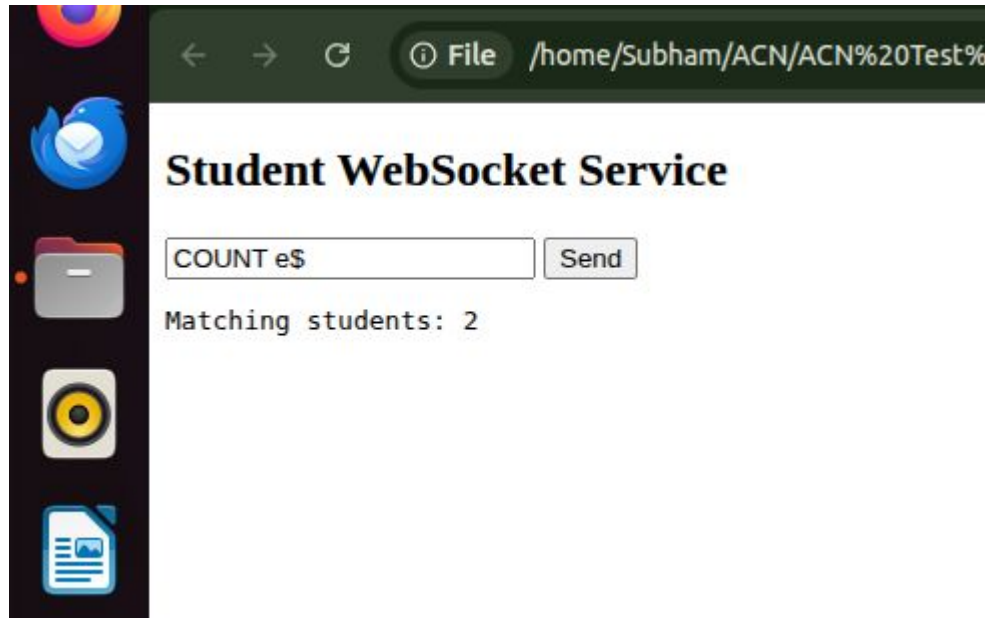 File /home/Subham/ACN/ACN%20Test%
Student WebSocket Service
COUNT e$ Send
Matching students: 2